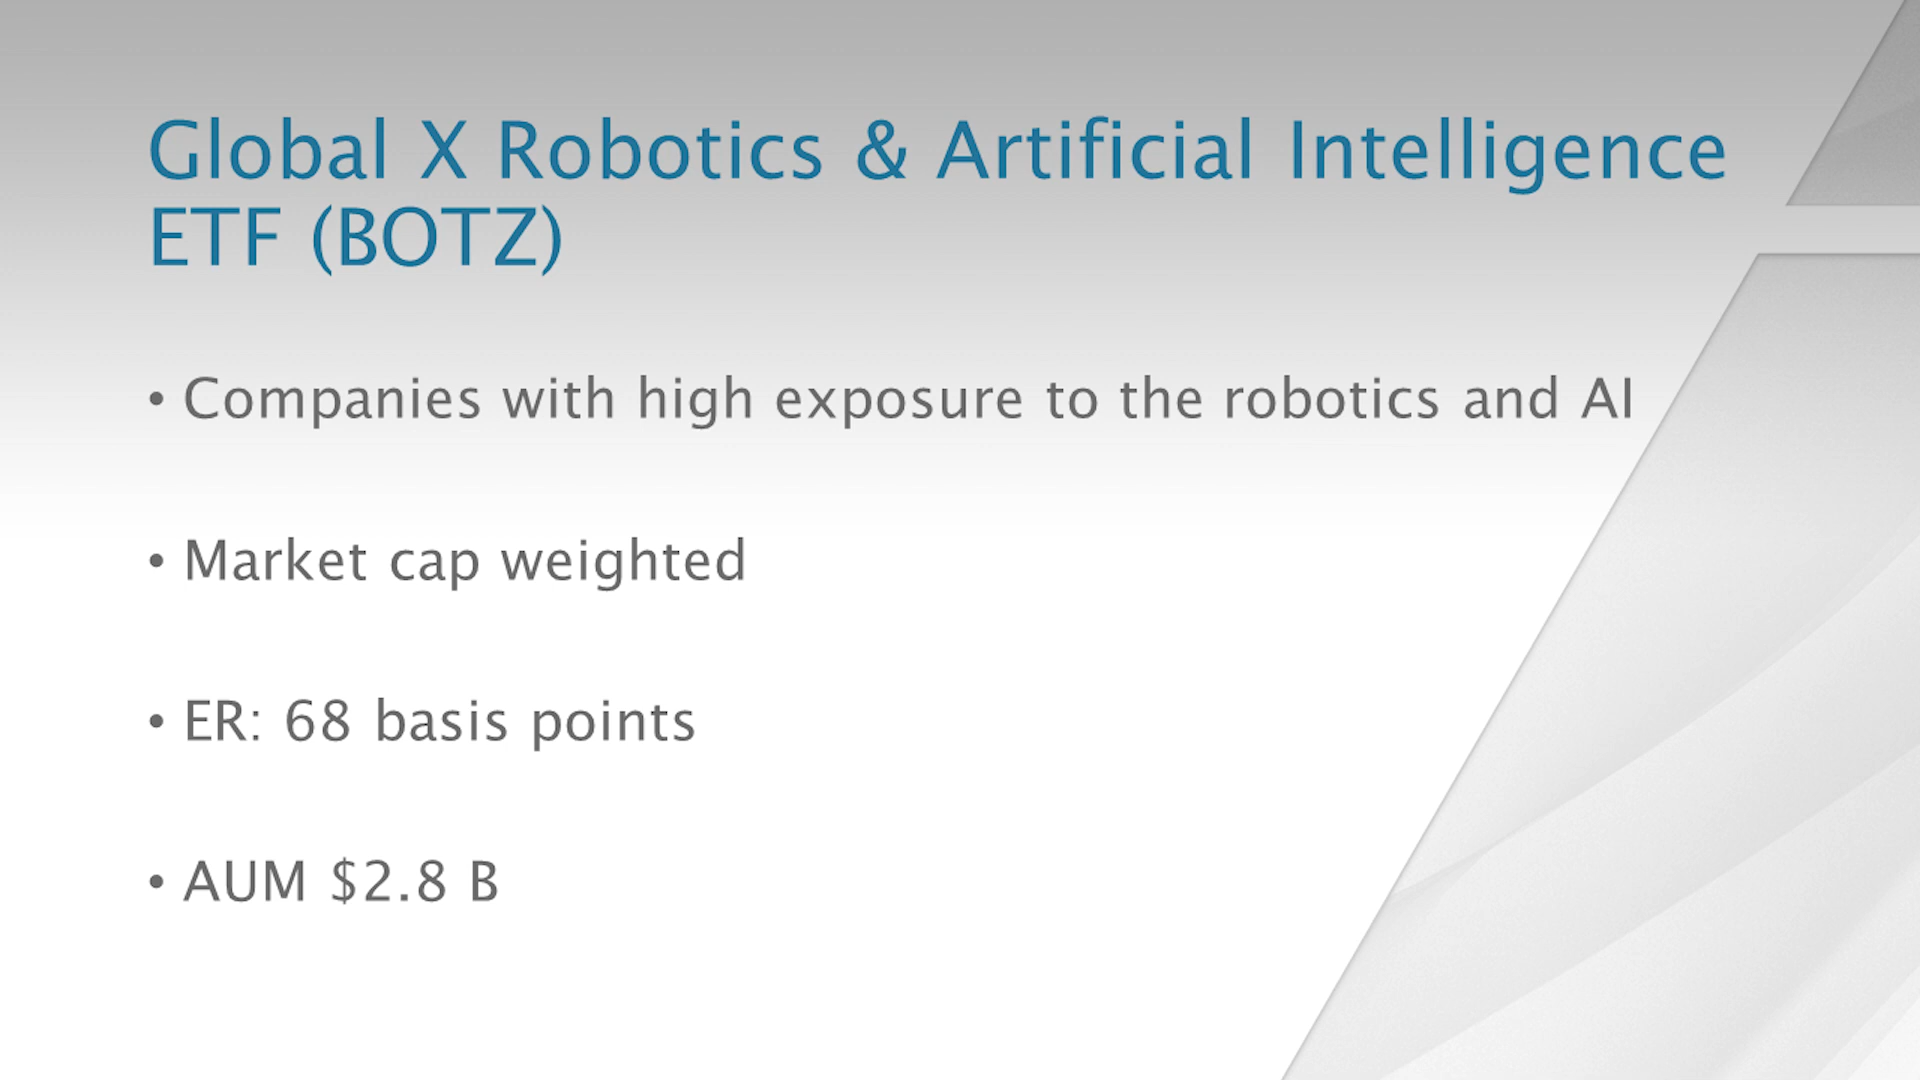 Global X Robotics & Artificial Intelligence
ETF (BOTZ)
• Companies with high exposure to the robotics and AI
• Market cap weighted
• ER: 68 basis points
• AUM $2.8 B